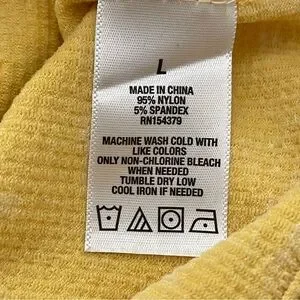 L
MADE IN CHINA
95% NYLON
5% SPANDEX
RN154379
MACHINE WASH COLD WITH
LIKE COLORS
ONLY NON-CHLORINE BLEACH
WHEN NEEDED
TUMBLE DRY LOW
COOL IRON IF NEEDED